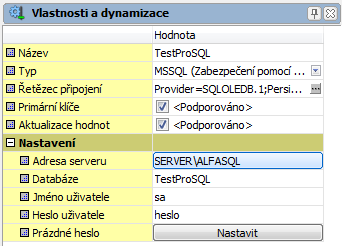 Vlastnosti a dynamizace
Hodnota
Název TestProSQL
Typ MSSQL (Zabezpečení pomocí ...
Řetězec připojení Provider=SQLOLEDB.1;Persi...
Primární klíče <Podporováno>
Aktualizace hodnot <Podporováno>
Nastavení
Adresa serveru SERVER\ALFASQL
Databáze TestProSQL
Jméno uživatele sa
Heslo uživatele heslo
Prázdné heslo Nastavit